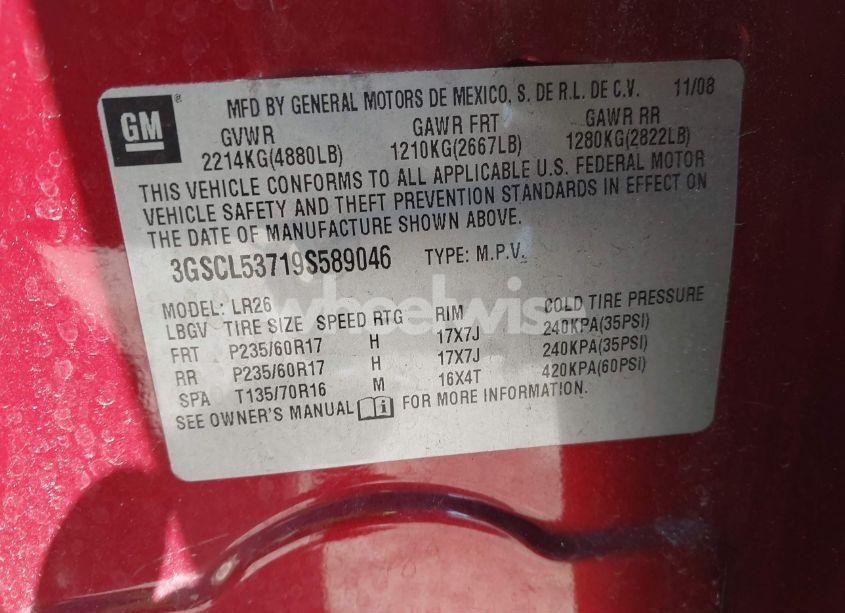 GM ® MFD BY GENERAL MOTORS DE MEXICO, S. DE R.L. DE C.V. 11/08
GVWR GAWR FRT GAWR RR
2214KG(4880LB) 1210KG(2667LB) 1280KG(2822LB)
THIS VEHICLE CONFORMS TO ALL APPLICABLE U.S. FEDERAL MOTOR
VEHICLE SAFETY AND THEFT PREVENTION STANDARDS IN EFFECT ON
THE DATE OF MANUFACTURE SHOWN ABOVE.
3GSCL53719S589046 TYPE: M.P.V.
MODEL: LR26
LBGV TIRE SIZE SPEED RTG RIM COLD TIRE PRESSURE
FRT P235/60R17 H 17X7J 240KPA(35PSI)
RR P235/60R17 H 17X7J 240KPA(35PSI)
SPA T135/70R16 M 16X4T 420KPA(60PSI)
SEE OWNER'S MANUAL FOR MORE INFORMATION.
wheelwise